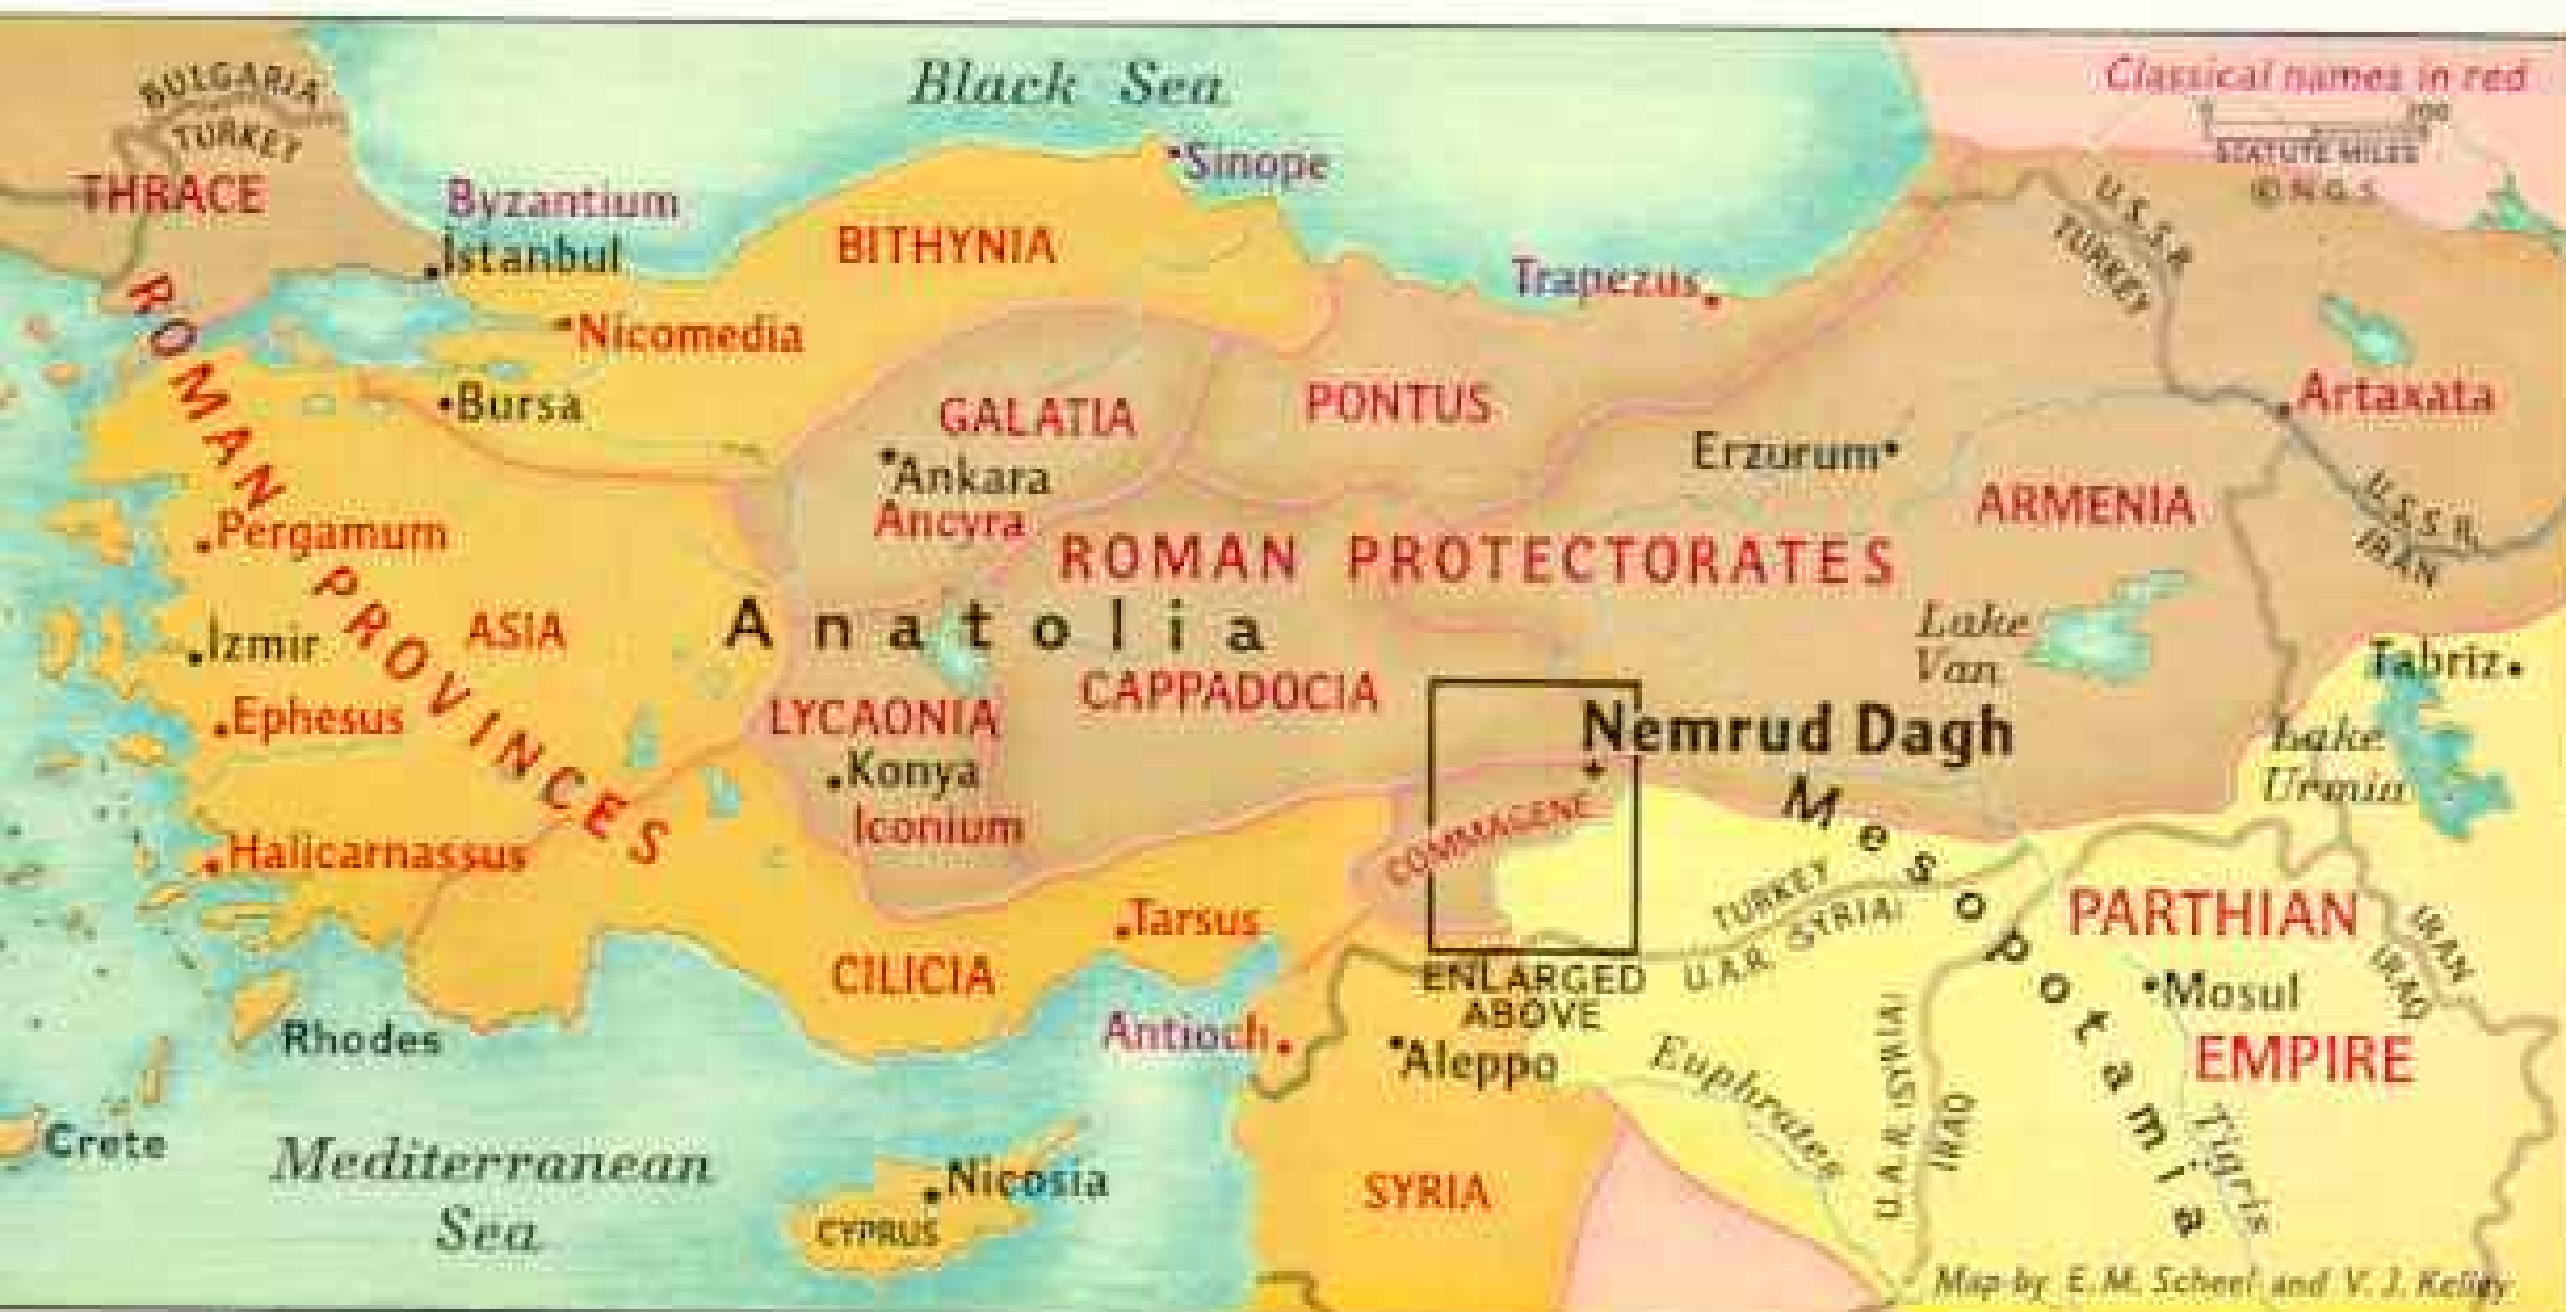 Black Sea
Classical names in red
BULGARIA
TURKEY
STATUTE MILES
© N.G.S.
THRACE
Sinope
Byzantium
Istanbul
BITHYNIA
U.S.S.R.
TURKEY
Trapezus
Nicomedia
Bursa
GALATIA
PONTUS
Artaxata
Ankara
Ancyra
Erzurum
ARMENIA
U.S.S.R.
IRAN
ROMAN PROVINCES
Pergamum
ROMAN PROTECTORATES
Izmir
ASIA
Anatolia
Lake
Van
Tabriz
Ephesus
LYCAONIA
CAPPADOCIA
Nemrud Dagh
Lake
Urmia
Konya
Iconium
COMMAGENE
Mesopotamia
Halicarnassus
TURKEY
U.A.R. (SYRIA)
PARTHIAN
EMPIRE
IRAN
IRAQ
Tarsus
CILICIA
ENLARGED
ABOVE
Mosul
Rhodes
Antioch
Aleppo
Euphrates
U.A.R. (SYRIA)
IRAQ
Tigris
Crete
Mediterranean
Sea
Nicosia
CYPRUS
SYRIA
Map by E.M. Scheel and V. J. Kelley